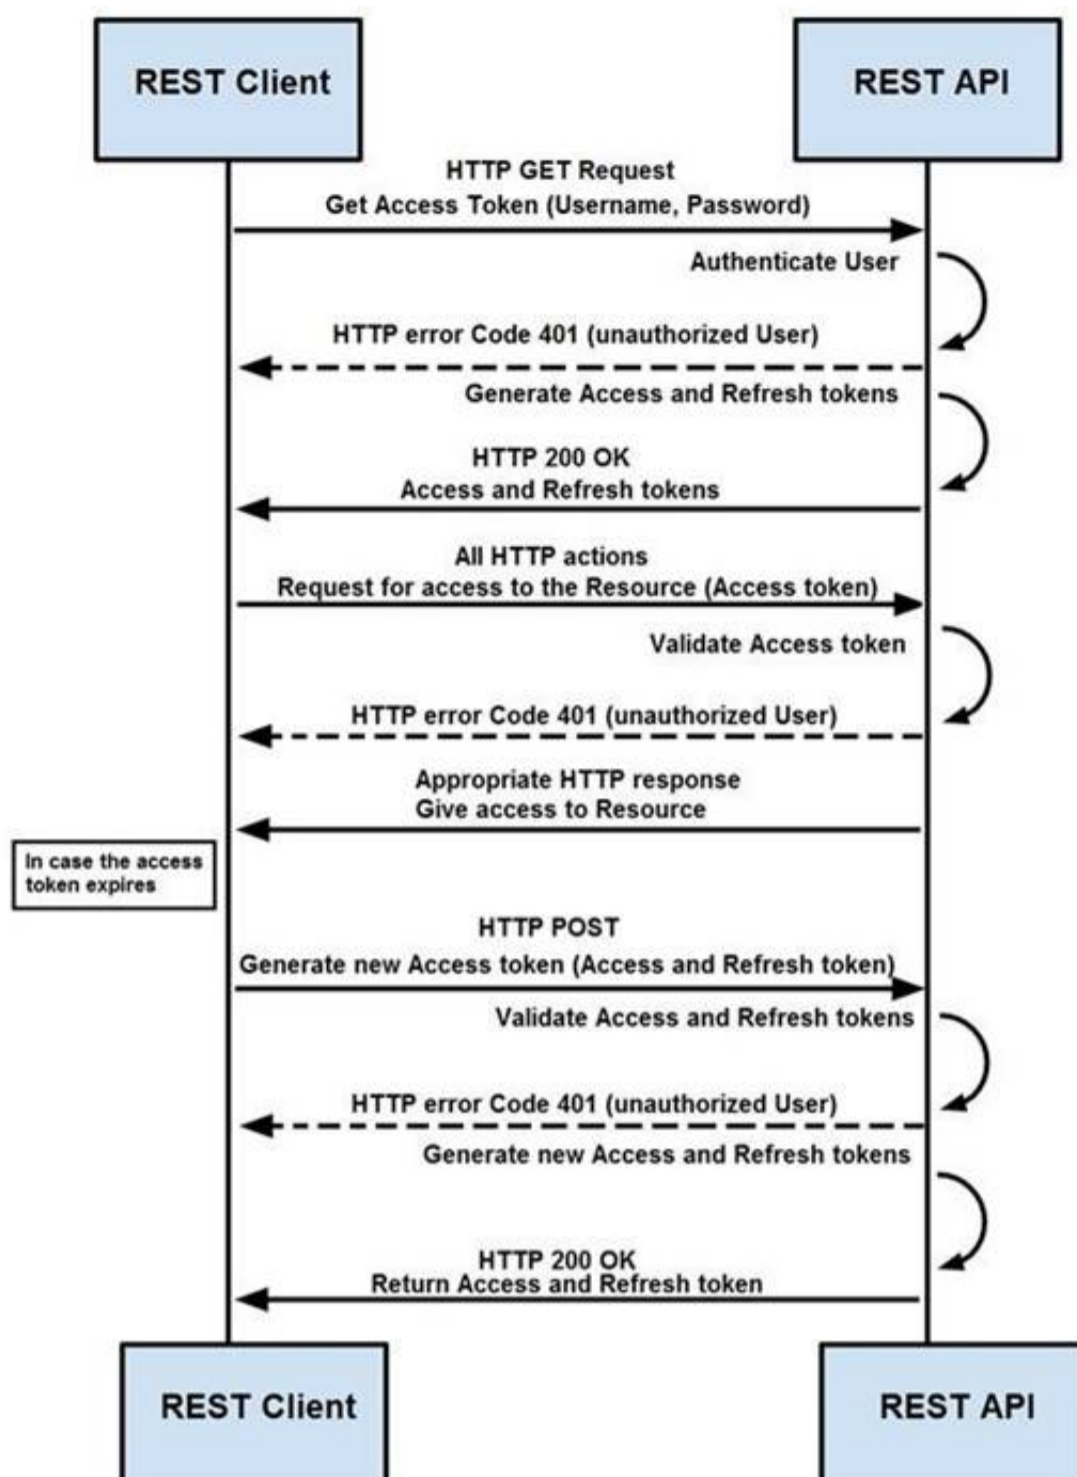 REST Client
REST API
HTTP GET Request
Get Access Token (Username, Password)
Authenticate User
HTTP error Code 401 (unauthorized User)
Generate Access and Refresh tokens
HTTP 200 OK
Access and Refresh tokens
All HTTP actions
Request for access to the Resource (Access token)
Validate Access token
HTTP error Code 401 (unauthorized User)
Appropriate HTTP response
Give access to Resource
In case the access
token expires
HTTP POST
Generate new Access token (Access and Refresh token)
Validate Access and Refresh tokens
HTTP error Code 401 (unauthorized User)
Generate new Access and Refresh tokens
HTTP 200 OK
Return Access and Refresh token
REST Client
REST API